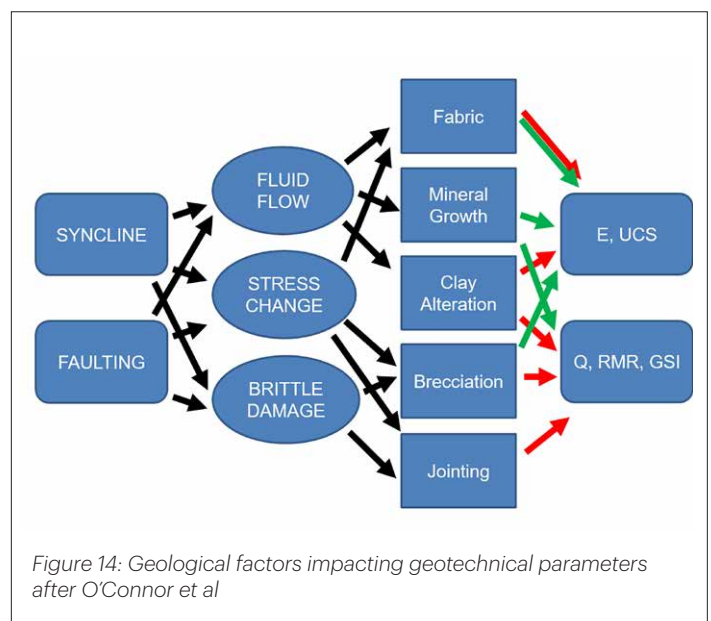 SYNCLINE
FAULTING
FLUID
FLOW
STRESS
CHANGE
BRITTLE
DAMAGE
Fabric
Mineral
Growth
Clay
Alteration
Brecciation
Jointing
E, UCS
Q, RMR, GSI
Figure 14: Geological factors impacting geotechnical parameters
after O’Connor et al